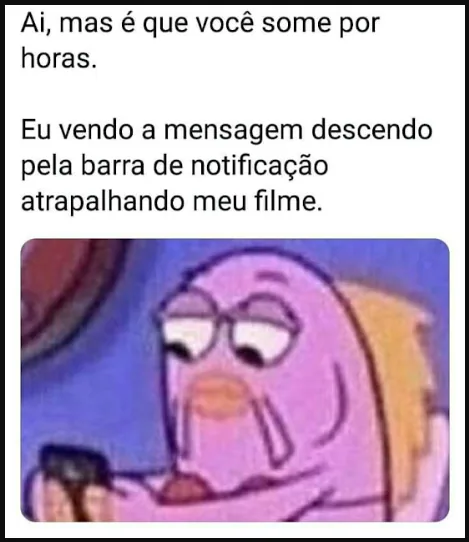 Ai, mas é que você some por
horas.
Eu vendo a mensagem descendo
pela barra de notificação
atrapalhando meu filme.